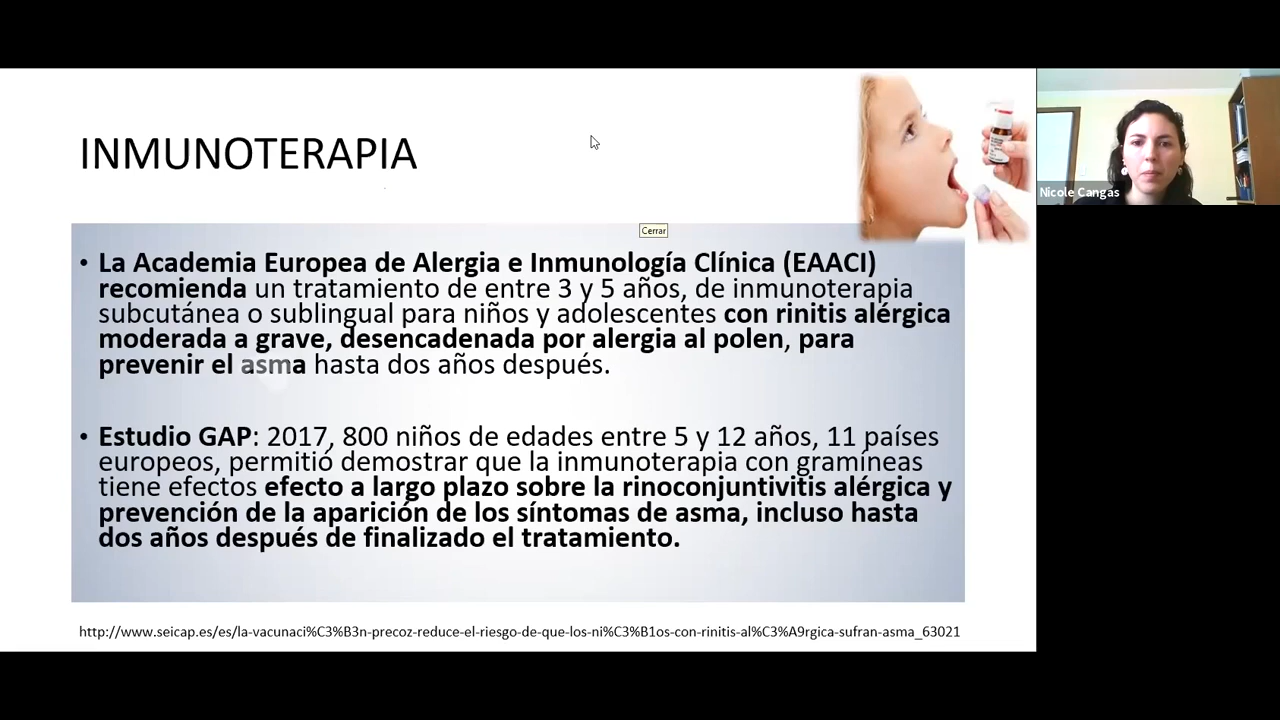 INMUNOTERAPIA
Nicole Cangas
Cerrar
• La Academia Europea de Alergia e Inmunología Clínica (EAACI)
recomienda un tratamiento de entre 3 y 5 años, de inmunoterapia
subcutánea o sublingual para niños y adolescentes con rinitis alérgica
moderada a grave, desencadenada por alergia al polen, para
prevenir el asma hasta dos años después.
• Estudio GAP: 2017, 800 niños de edades entre 5 y 12 años, 11 países
europeos, permitió demostrar que la inmunoterapia con gramíneas
tiene efectos efecto a largo plazo sobre la rinoconjuntivitis alérgica y
prevención de la aparición de los síntomas de asma, incluso hasta
dos años después de finalizado el tratamiento.
http://www.seicap.es/es/la-vacunaci%C3%B3n-precoz-reduce-el-riesgo-de-que-los-ni%C3%B1os-con-rinitis-al%C3%A9rgica-sufran-asma_63021